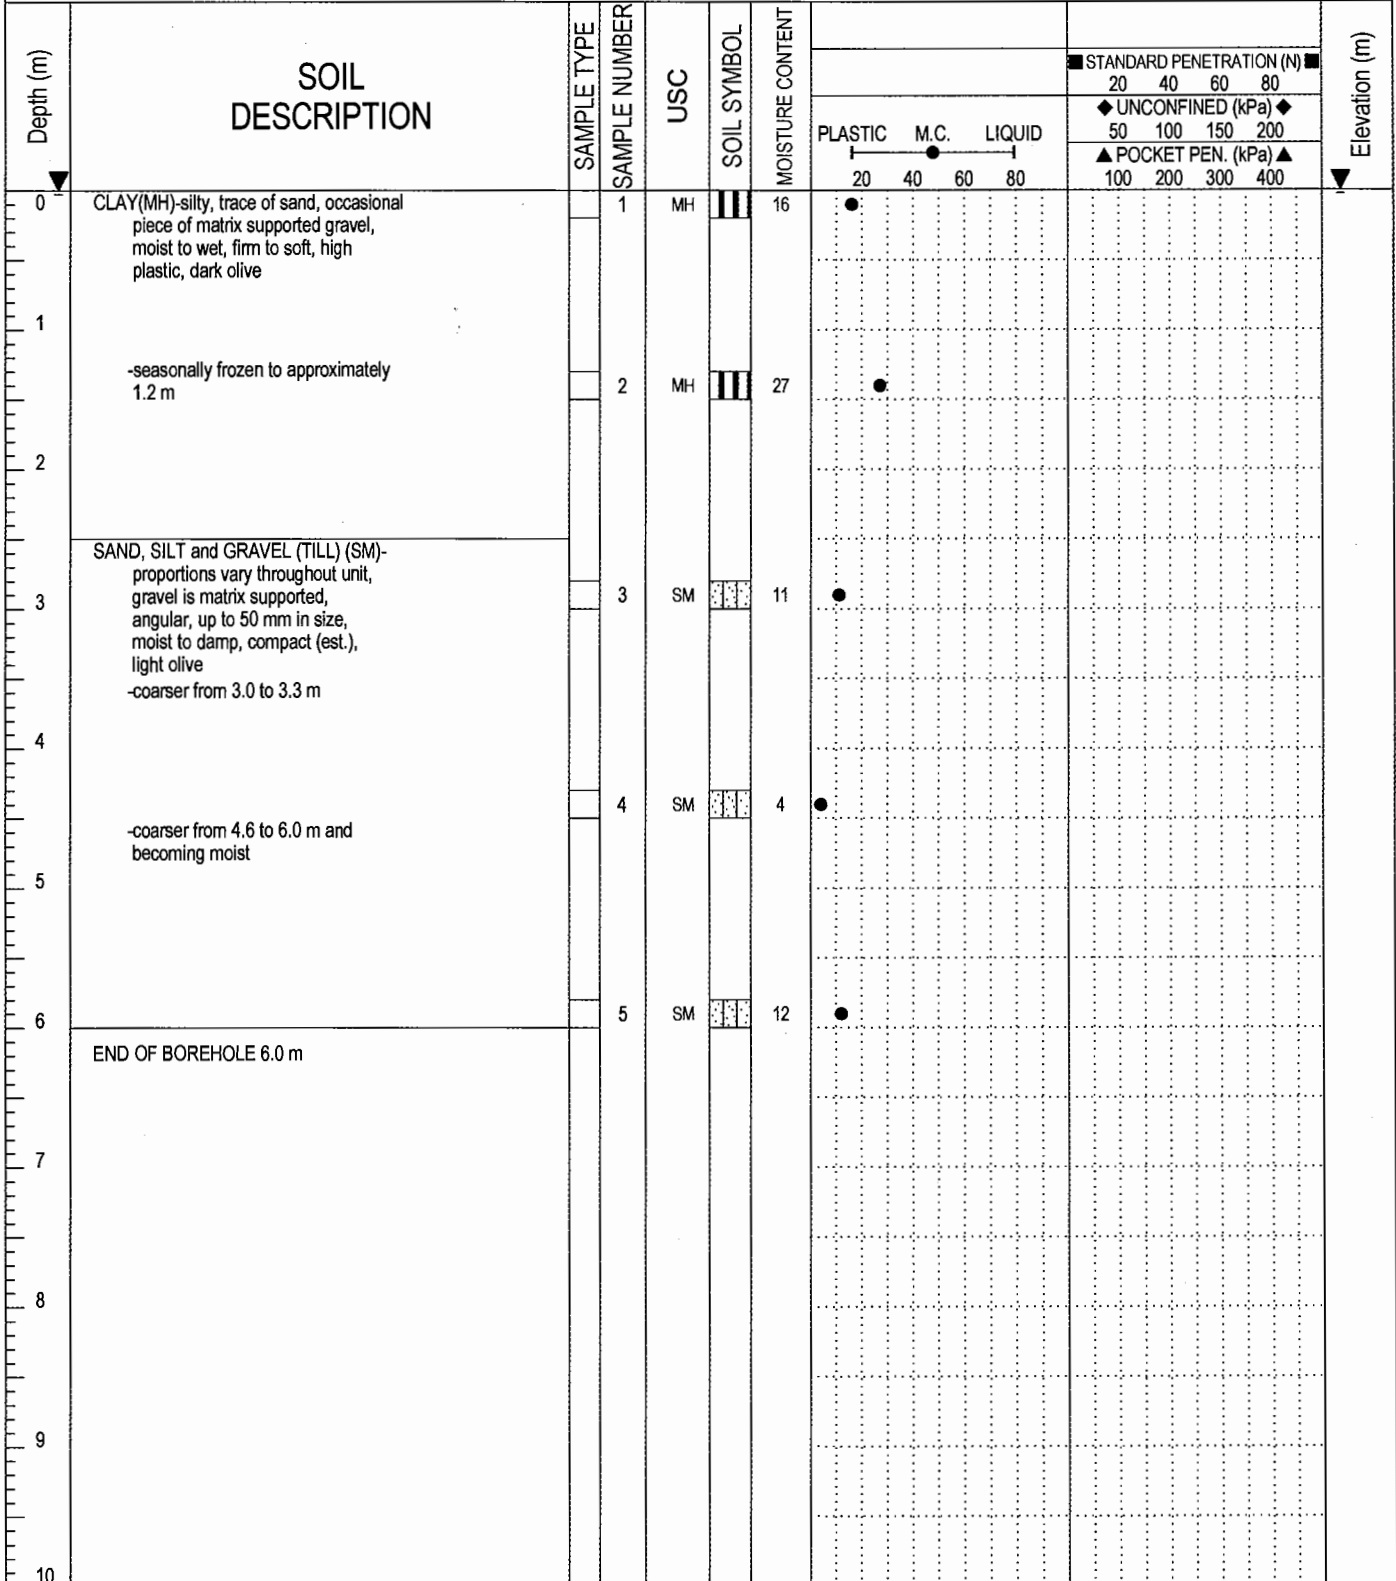 Depth (m)
SOIL
DESCRIPTION
SAMPLE TYPE
SAMPLE NUMBER
USC
SOIL SYMBOL
MOISTURE CONTENT
PLASTIC M.C. LIQUID
20 40 60 80
■ STANDARD PENETRATION (N) ■
20 40 60 80
◆ UNCONFINED (kPa) ◆
50 100 150 200
▲ POCKET PEN. (kPa) ▲
100 200 300 400
Elevation (m)
0
CLAY(MH)-silty, trace of sand, occasional
piece of matrix supported gravel,
moist to wet, firm to soft, high
plastic, dark olive
1 MH 16
1
-seasonally frozen to approximately
1.2 m
2 MH 27
2
SAND, SILT and GRAVEL (TILL) (SM)-
proportions vary throughout unit,
gravel is matrix supported,
angular, up to 50 mm in size,
moist to damp, compact (est.),
light olive
3 SM 11
3
-coarser from 3.0 to 3.3 m
4
4 SM 4
-coarser from 4.6 to 6.0 m and
becoming moist
5
5 SM 12
6
END OF BOREHOLE 6.0 m
7
8
9
10